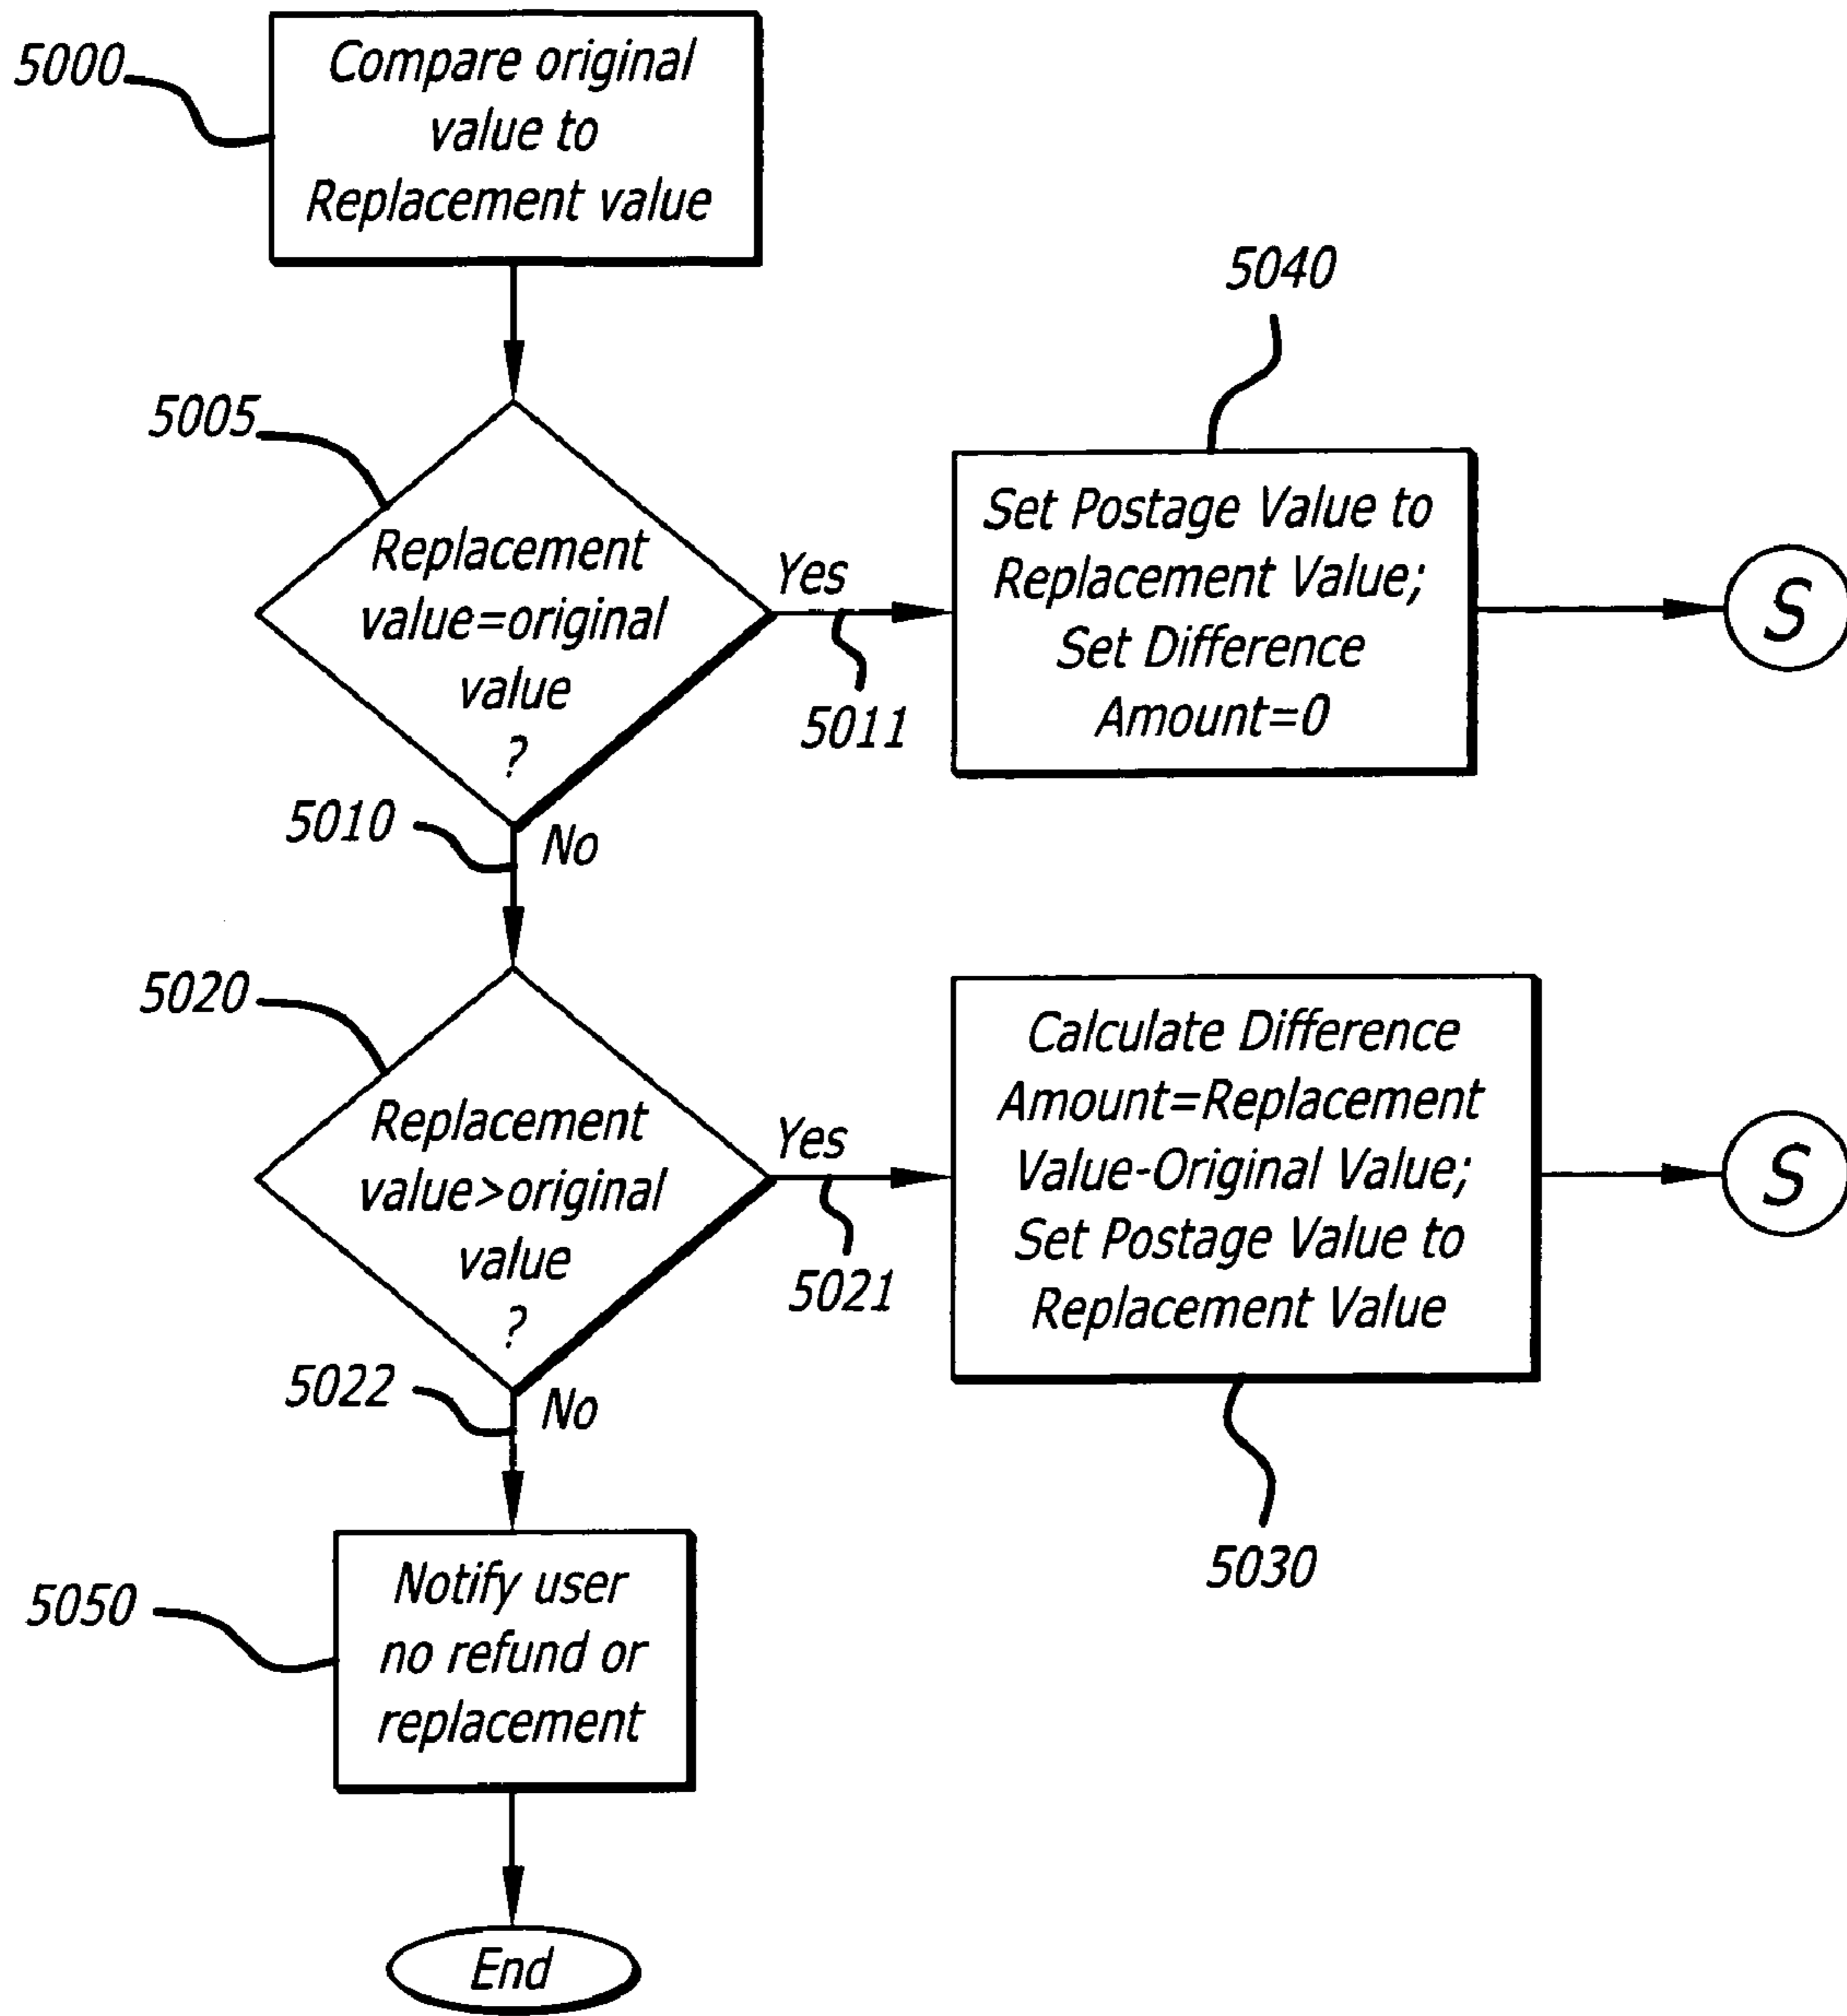 5000
Compare original
value to
Replacement value
5005
Replacement
value=original
value
?
Yes
5011
5040
Set Postage Value to
Replacement Value;
Set Difference
Amount=0
S
5010
No
5020
Replacement
value>original
value
?
Yes
5021
Calculate Difference
Amount=Replacement
Value-Original Value;
Set Postage Value to
Replacement Value
5030
S
5022
No
5050
Notify user
no refund or
replacement
End